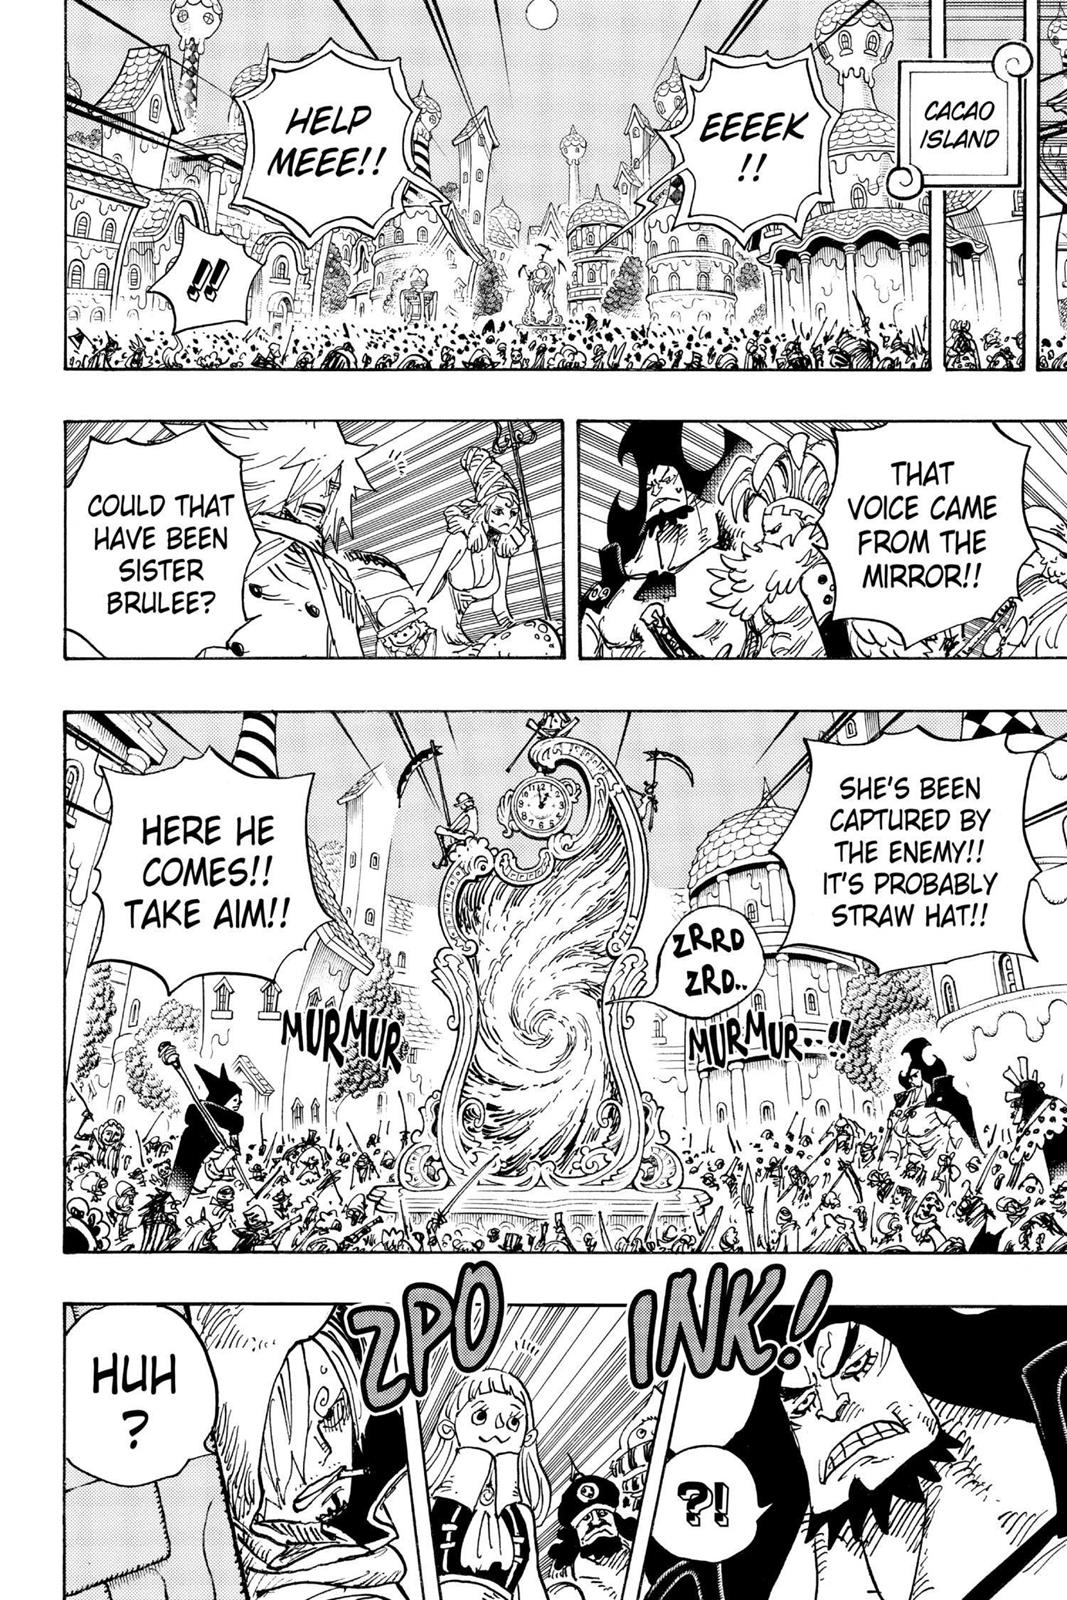 CACAO
ISLAND
EEEEK
!!
HELP
MEEE!!
!!
THAT
VOICE CAME
FROM THE
MIRROR!!
COULD THAT
HAVE BEEN
SISTER
BRULEE?
SHE'S BEEN
CAPTURED BY
THE ENEMY!!
IT'S PROBABLY
STRAW HAT!!
ZRRD
ZRD..
MURMUR..!!
HERE HE
COMES!!
TAKE AIM!!
MURMUR
INK!
?!
ZPO
HUH
?